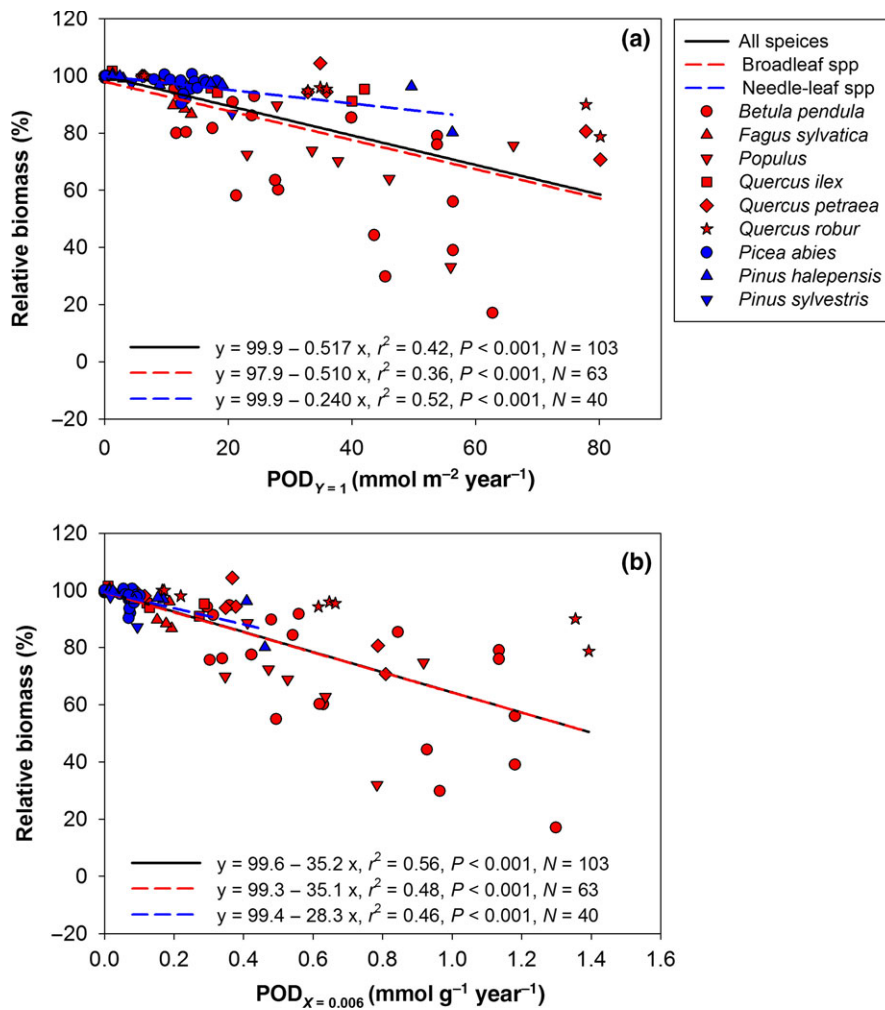 (a)
120
100
80
60
40
20
0
–20
Relative biomass (%)
y = 99.9 – 0.517 x, r² = 0.42, P < 0.001, N = 103
y = 97.9 – 0.510 x, r² = 0.36, P < 0.001, N = 63
y = 99.9 – 0.240 x, r² = 0.52, P < 0.001, N = 40
0 20 40 60 80
POD Y = 1 (mmol m⁻² year⁻¹)
All speices
Broadleaf spp
Needle-leaf spp
Betula pendula
Fagus sylvatica
Populus
Quercus ilex
Quercus petraea
Quercus robur
Picea abies
Pinus halepensis
Pinus sylvestris
(b)
120
100
80
60
40
20
0
–20
Relative biomass (%)
y = 99.6 – 35.2 x, r² = 0.56, P < 0.001, N = 103
y = 99.3 – 35.1 x, r² = 0.48, P < 0.001, N = 63
y = 99.4 – 28.3 x, r² = 0.46, P < 0.001, N = 40
0.0 0.2 0.4 0.6 0.8 1.0 1.2 1.4 1.6
POD X = 0.006 (mmol g⁻¹ year⁻¹)